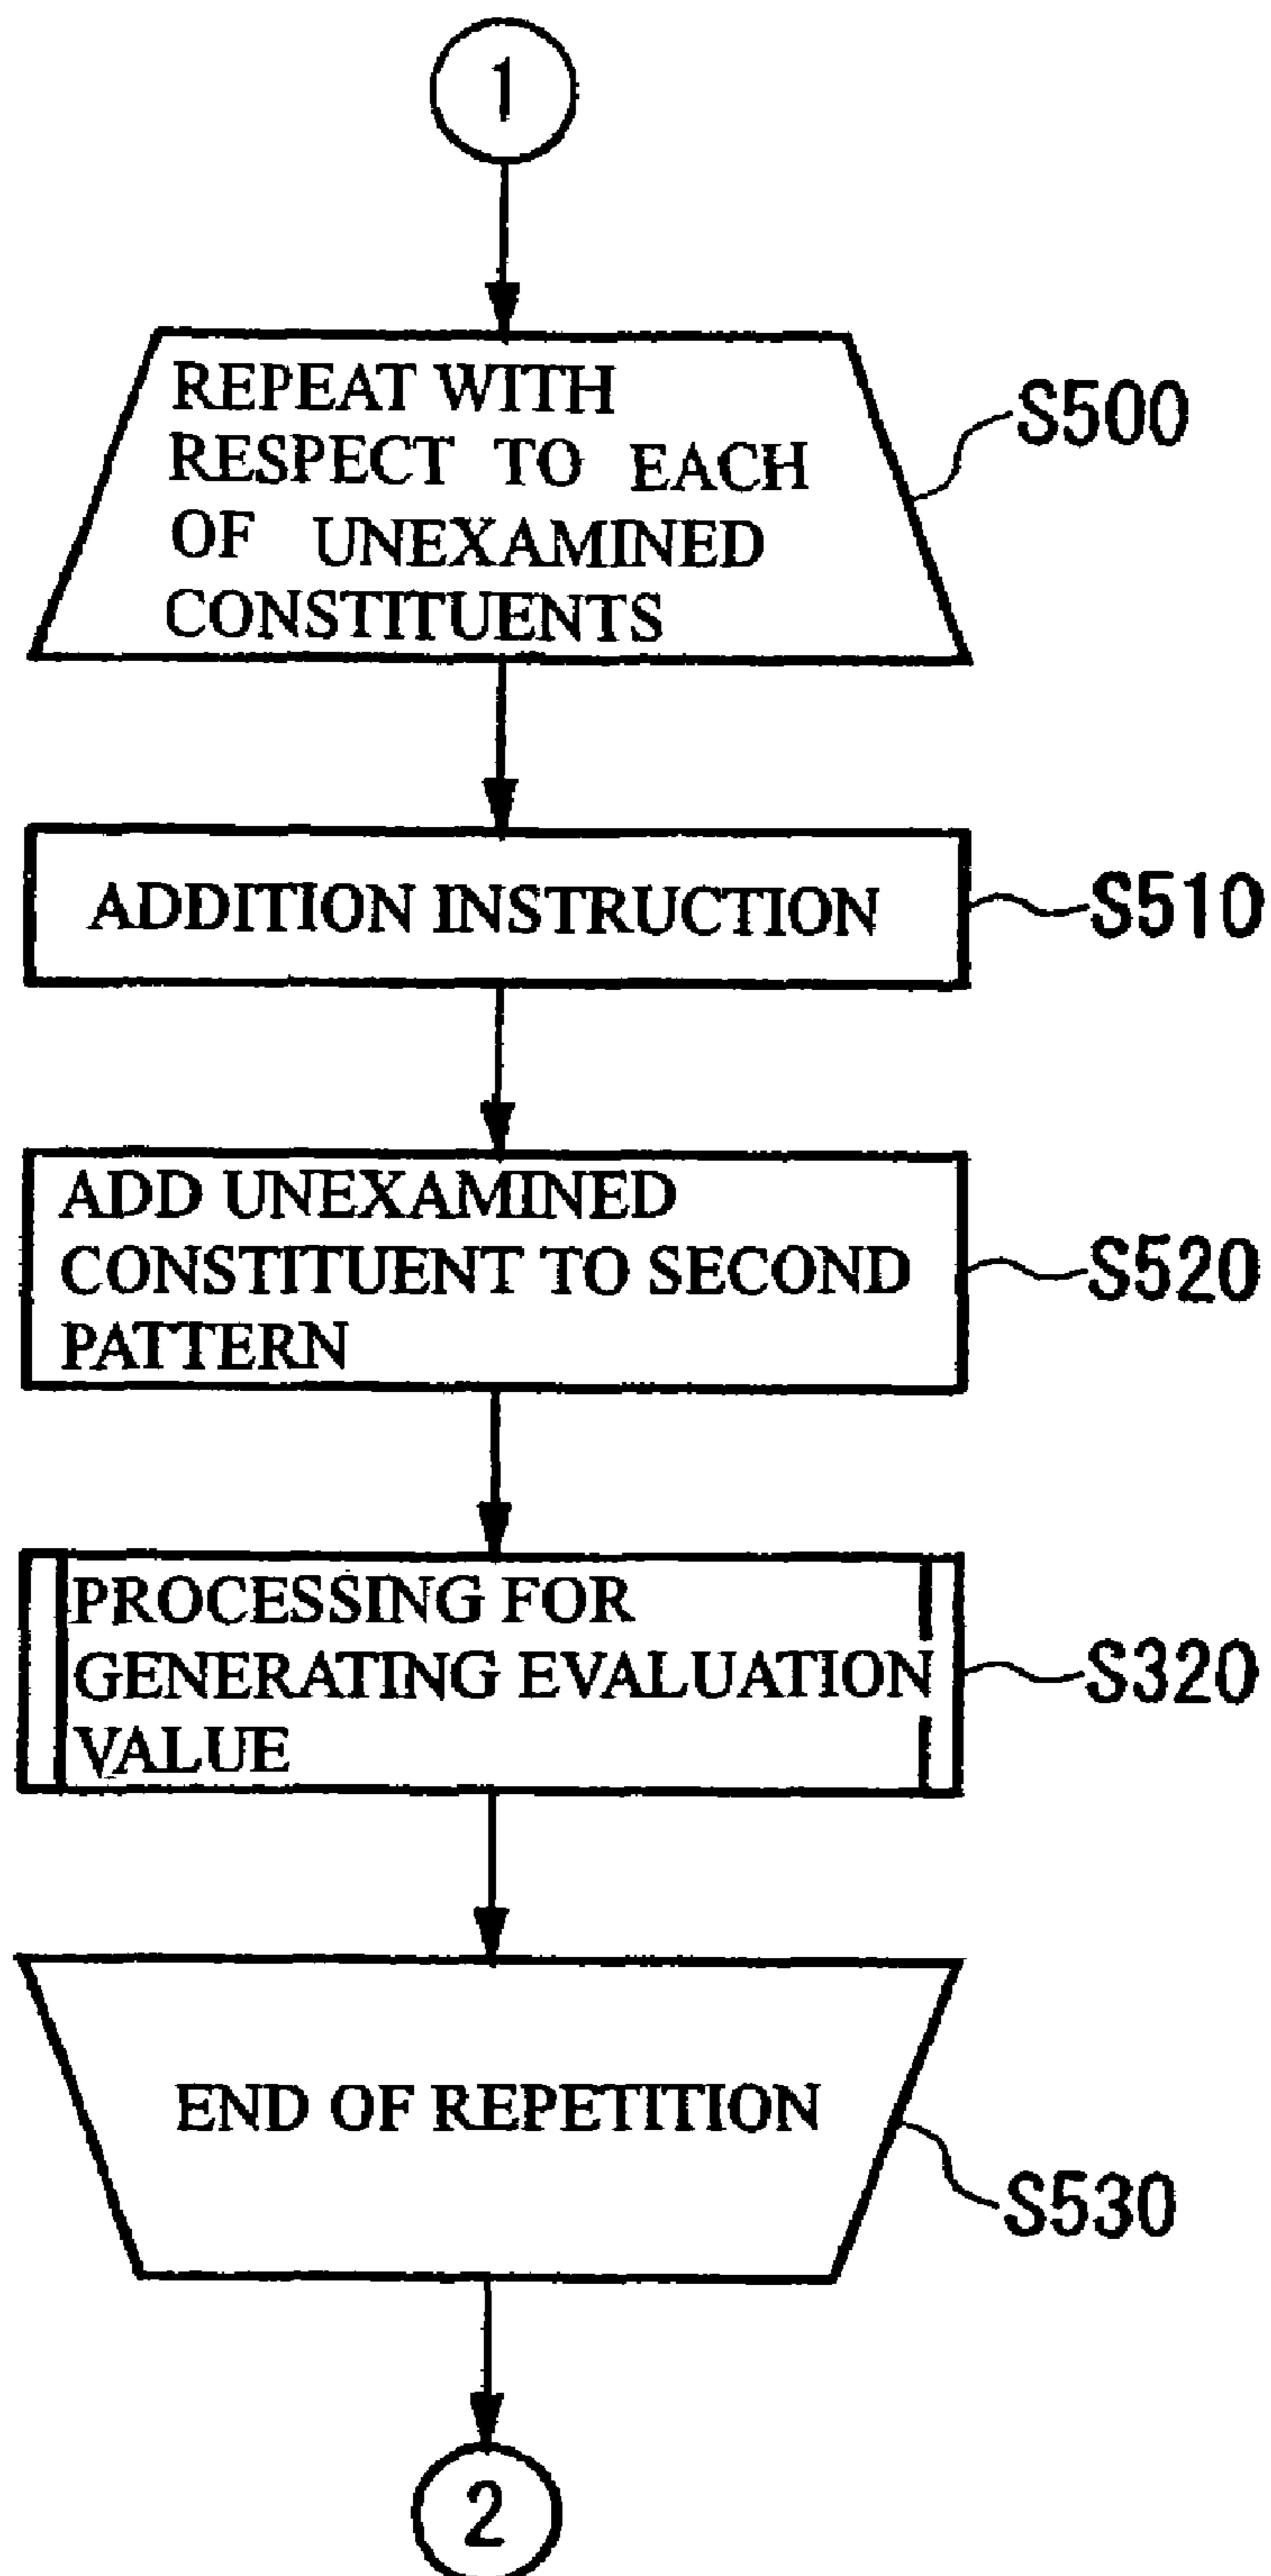 1
REPEAT WITH
RESPECT TO EACH
OF UNEXAMINED
CONSTITUENTS
S500
ADDITION INSTRUCTION
S510
ADD UNEXAMINED
CONSTITUENT TO SECOND
PATTERN
S520
PROCESSING FOR
GENERATING EVALUATION
VALUE
S320
END OF REPETITION
S530
2